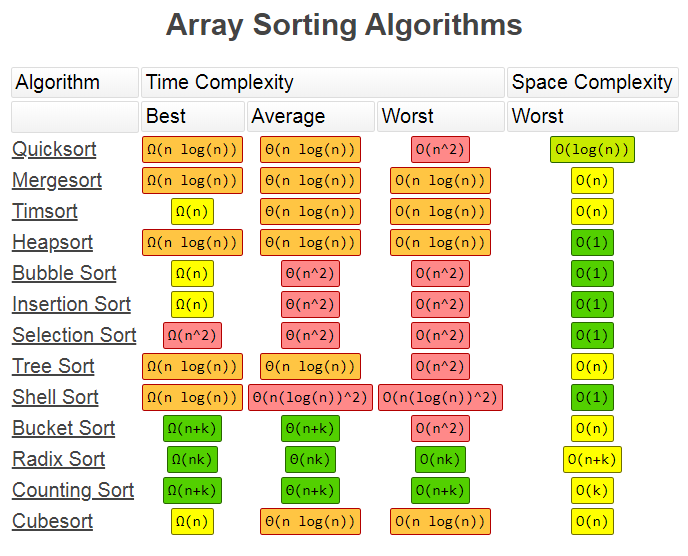 Array Sorting Algorithms
Algorithm Time Complexity Space Complexity
Best Average Worst Worst
Quicksort Ω(n log(n)) Θ(n log(n)) O(n^2) O(log(n))
Mergesort Ω(n log(n)) Θ(n log(n)) O(n log(n)) O(n)
Timsort Ω(n) Θ(n log(n)) O(n log(n)) O(n)
Heapsort Ω(n log(n)) Θ(n log(n)) O(n log(n)) O(1)
Bubble Sort Ω(n) Θ(n^2) O(n^2) O(1)
Insertion Sort Ω(n) Θ(n^2) O(n^2) O(1)
Selection Sort Ω(n^2) Θ(n^2) O(n^2) O(1)
Tree Sort Ω(n log(n)) Θ(n log(n)) O(n^2) O(n)
Shell Sort Ω(n log(n)) Θ(n(log(n))^2) O(n(log(n))^2) O(1)
Bucket Sort Ω(n+k) Θ(n+k) O(n^2) O(n)
Radix Sort Ω(nk) Θ(nk) O(nk) O(n+k)
Counting Sort Ω(n+k) Θ(n+k) O(n+k) O(k)
Cubesort Ω(n) Θ(n log(n)) O(n log(n)) O(n)